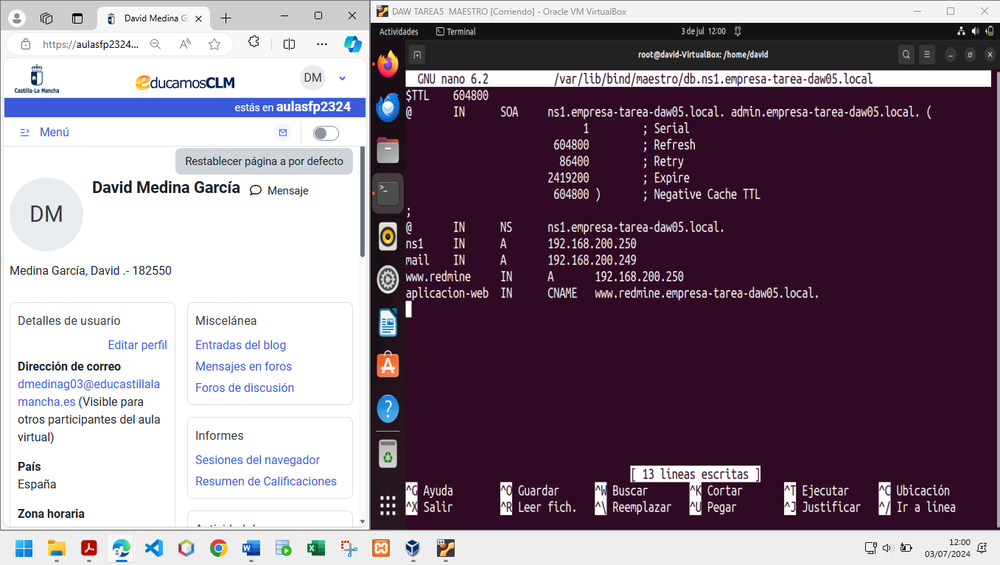 David Medina G
https://aulasfp2324...
Castilla-La Mancha
educamosCLM
DM
estás en aulasfp2324
Menú
Restablecer página a por defecto
DM
David Medina García
Mensaje
Medina García, David .- 182550
Detalles de usuario
Editar perfil
Dirección de correo
dmedinag03@educastillala
mancha.es (Visible para
otros participantes del aula
virtual)
País
España
Zona horaria
Miscelánea
Entradas del blog
Mensajes en foros
Foros de discusión
Informes
Sesiones del navegador
Resumen de Calificaciones
DAW TAREA5 MAESTRO [Corriendo] - Oracle VM VirtualBox
Actividades
Terminal
3 de jul 12:00
root@david-VirtualBox: /home/david
GNU nano 6.2 /var/lib/bind/maestro/db.ns1.empresa-tarea-daw05.local
$TTL 604800
@ IN SOA ns1.empresa-tarea-daw05.local. admin.empresa-tarea-daw05.local. (
1 ; Serial
604800 ; Refresh
86400 ; Retry
2419200 ; Expire
604800 ) ; Negative Cache TTL
;
@ IN NS ns1.empresa-tarea-daw05.local.
ns1 IN A 192.168.200.250
mail IN A 192.168.200.249
www.redmine IN A 192.168.200.250
aplicacion-web IN CNAME www.redmine.empresa-tarea-daw05.local.
[ 13 líneas escritas ]
^G Ayuda ^O Guardar ^W Buscar ^K Cortar ^T Ejecutar ^C Ubicación
^X Salir ^R Leer fich. ^\ Reemplazar ^U Pegar ^J Justificar ^/ Ir a línea
12:00
03/07/2024